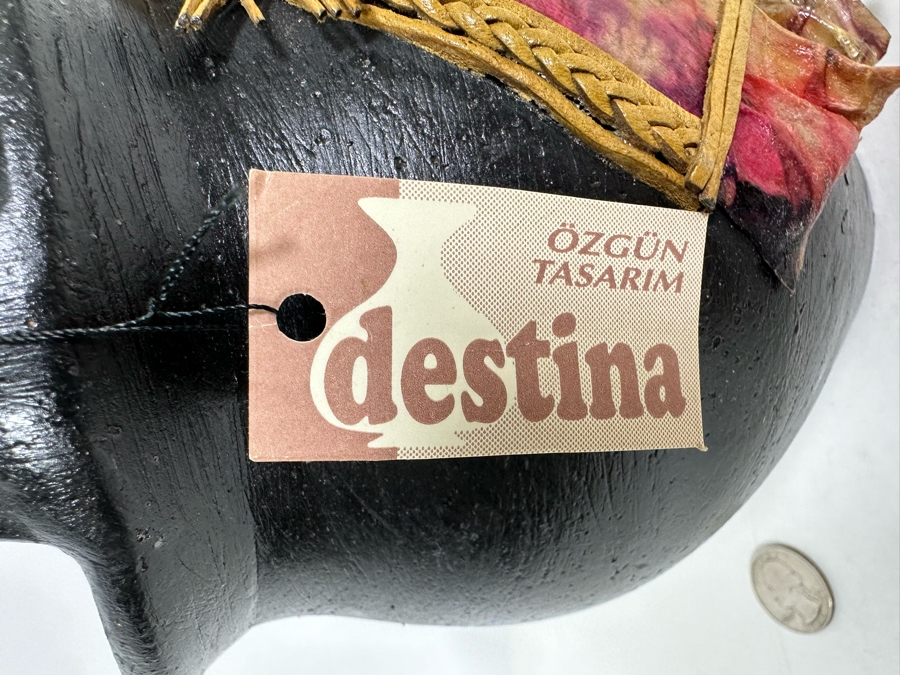 ÖZGÜN
TASARIM
destina